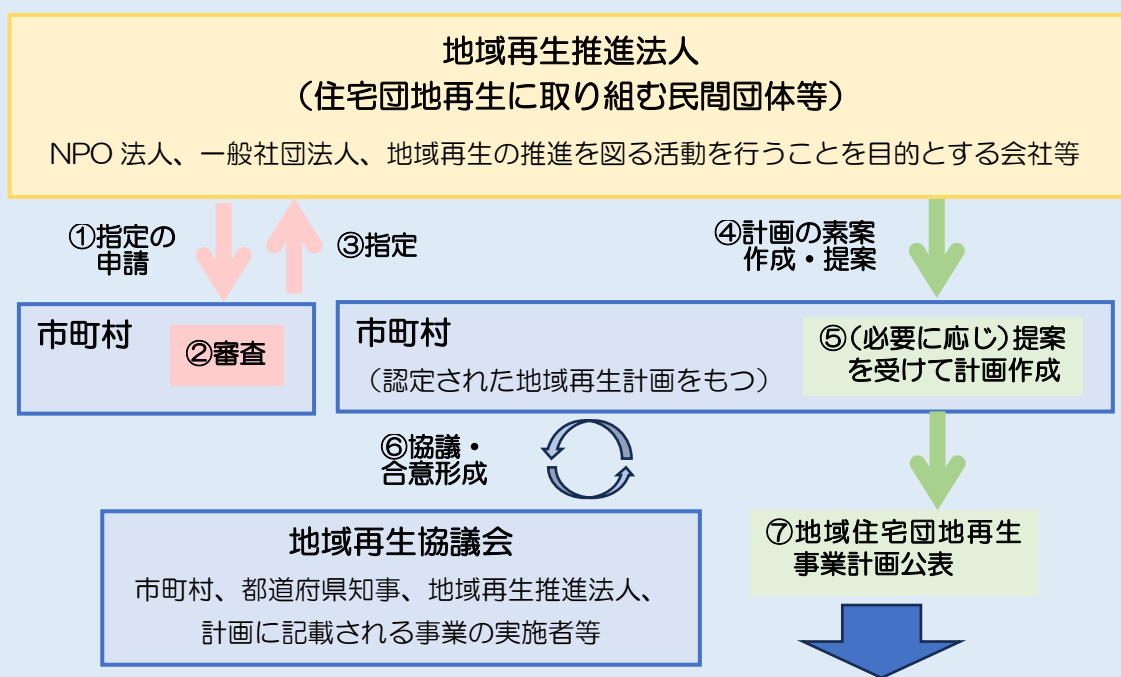 地域再生推進法人
（住宅団地再生に取り組む民間団体等）
NPO 法人、一般社団法人、地域再生の推進を図る活動を行うことを目的とする会社等
①指定の
申請
③指定
④計画の素案
作成・提案
市町村
②審査
市町村
（認定された地域再生計画をもつ）
⑤（必要に応じ）提案
を受けて計画作成
⑥協議・
合意形成
地域再生協議会
市町村、都道府県知事、地域再生推進法人、
計画に記載される事業の実施者等
⑦地域住宅団地再生
事業計画公表